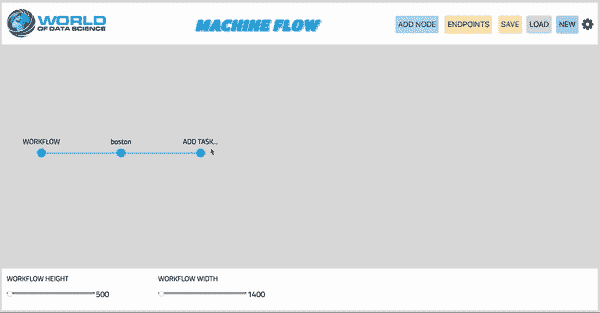 WORLD
OF DATA SCIENCE
MACHINE FLOW
ADD NODE
ENDPOINTS
SAVE
LOAD
NEW
WORKFLOW
boston
ADD TASK...
WORKFLOW HEIGHT
500
WORKFLOW WIDTH
1400